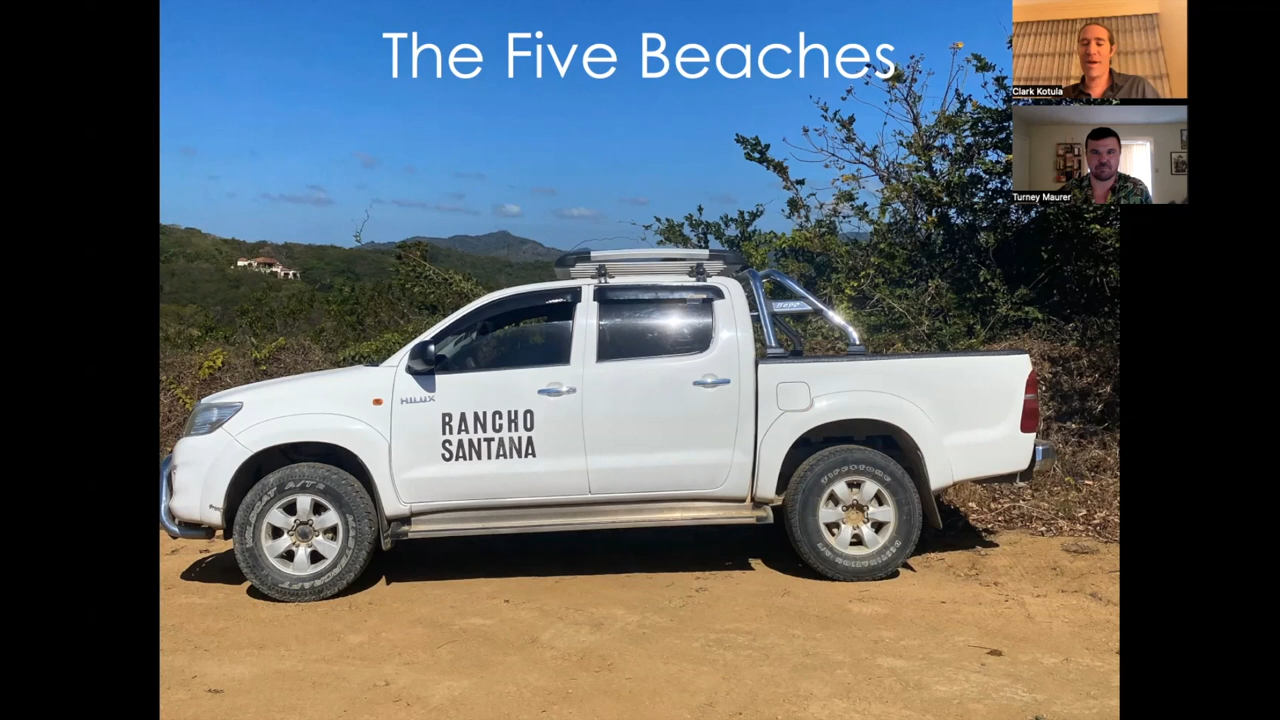 The Five Beaches
Clark Kotula
Turney Maurer
HILUX
RANCHO
SANTANA